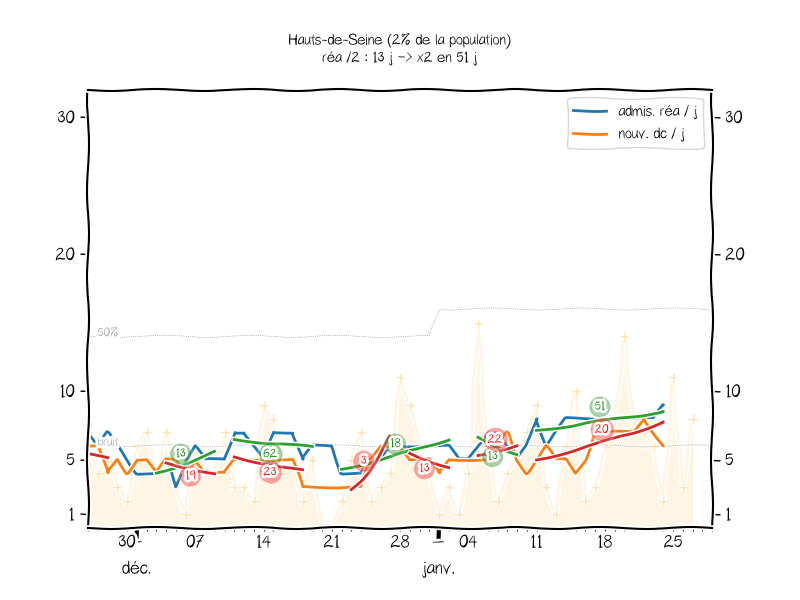 Hauts-de-Seine (2% de la population)
réa /2 : 13 j -> x2 en 51 j
admis. réa / j
nouv. dc / j
30 30
20 20
50%
10 10
51
20
bruit
22
18
13 62 3 13
19 23 13
5 5
1 1
30 07 14 21 28 04 11 18 25
déc. janv.